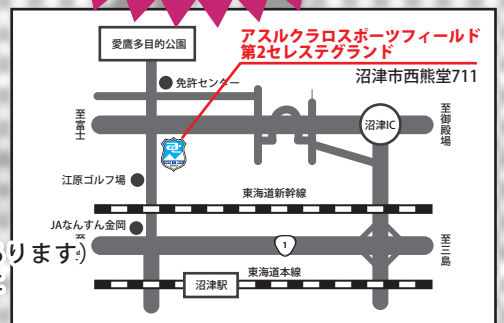 愛鷹多目的公園
アスルクラロスポーツフィールド
第2セレステグランド
沼津市西熊堂711
免許センター
至富士
沼津IC
至御殿場
江原ゴルフ場
東海道新幹線
JAなんすん金岡
ります）
1
至三島
東海道本線
沼津駅